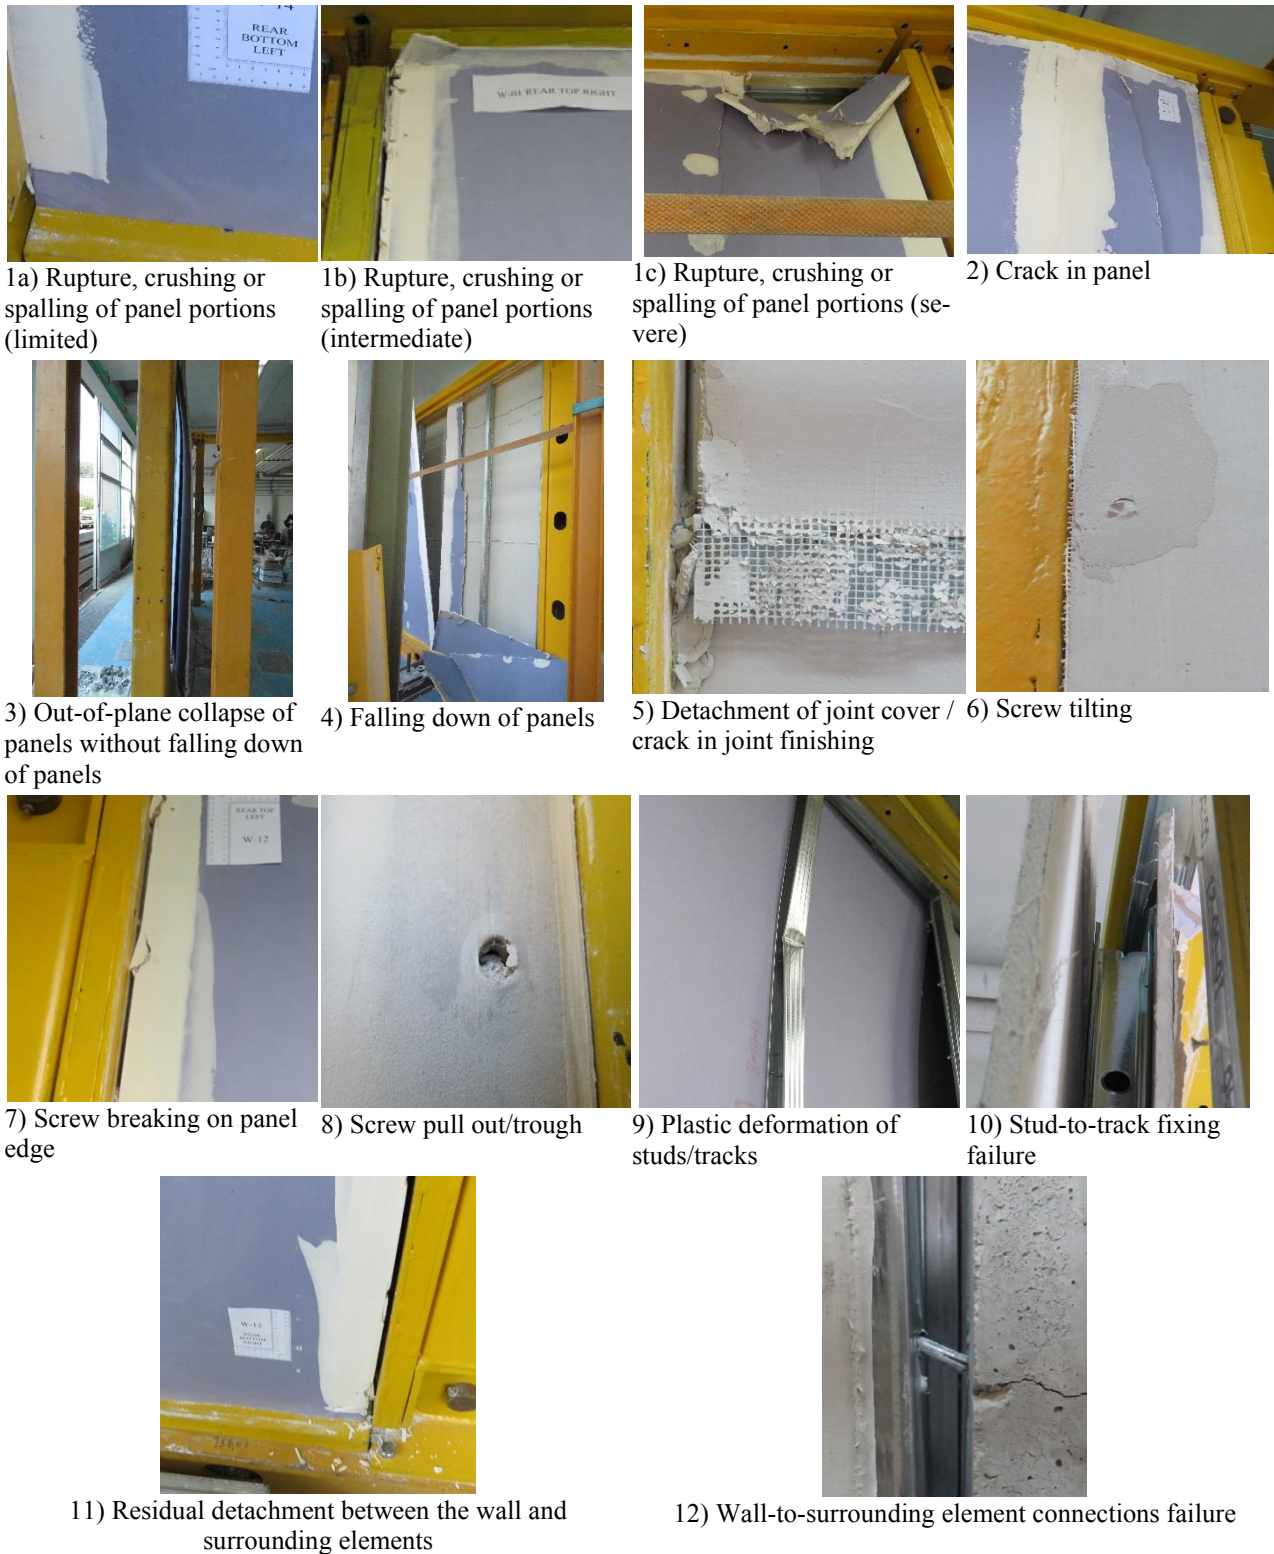 REAR
BOTTOM
LEFT
W-01 REAR TOP RIGHT
1a) Rupture, crushing or
spalling of panel portions
(limited)
1b) Rupture, crushing or
spalling of panel portions
(intermediate)
1c) Rupture, crushing or
spalling of panel portions (se-
vere)
2) Crack in panel
3) Out-of-plane collapse of
panels without falling down
of panels
4) Falling down of panels
5) Detachment of joint cover /
crack in joint finishing
6) Screw tilting
REAR TOP
LEFT
W-12
7) Screw breaking on panel
edge
8) Screw pull out/trough
9) Plastic deformation of
studs/tracks
10) Stud-to-track fixing
failure
W-12
REAR
BOTTOM
RIGHT
11) Residual detachment between the wall and
surrounding elements
12) Wall-to-surrounding element connections failure